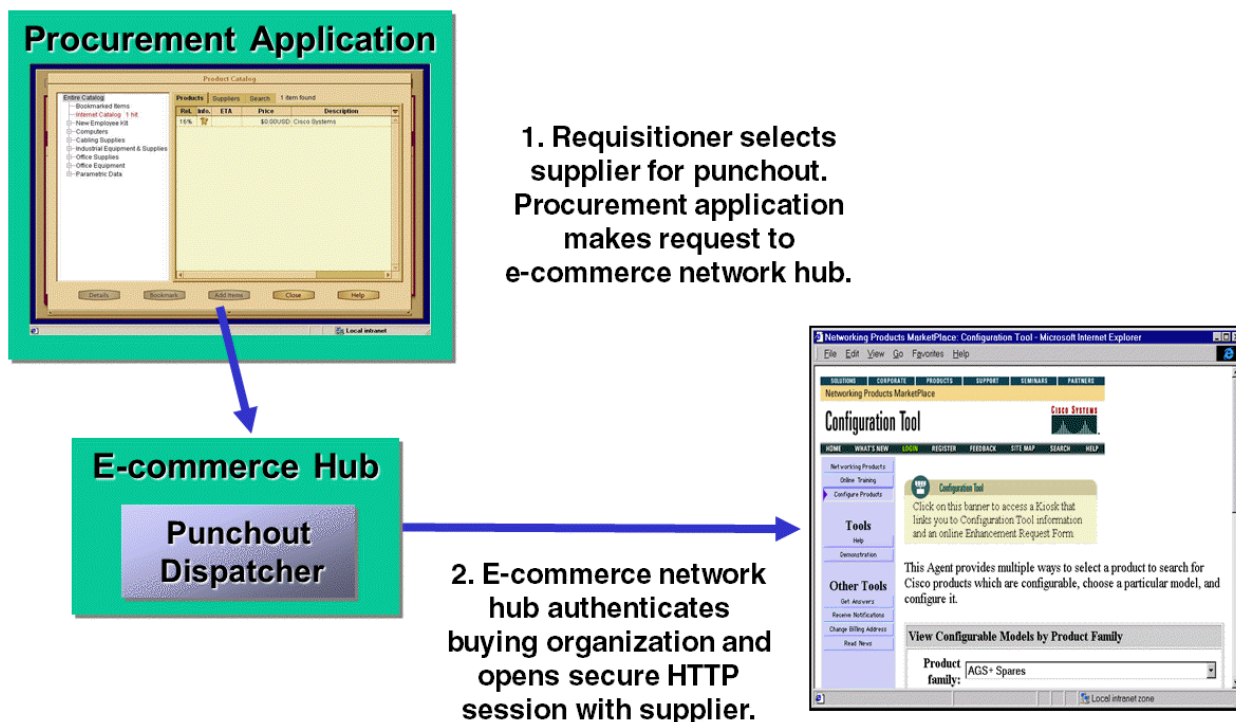 Procurement Application
Product Catalog
Entire Catalog
Bookmarked Items
Internet Catalog 1 hit
New Employee Kit
Computers
Cabling Supplies
Industrial Equipment & Supplies
Office Supplies
Office Equipment
Parametric Data
Products Suppliers Search 1 item found
Rel. Info. ETA Price Description
16% $0.00USD Cisco Systems
Details Bookmark Add Items Close Help
Local intranet
1. Requisitioner selects
supplier for punchout.
Procurement application
makes request to
e-commerce network hub.
E-commerce Hub
Punchout
Dispatcher
2. E-commerce network
hub authenticates
buying organization and
opens secure HTTP
session with supplier.
Networking Products MarketPlace: Configuration Tool - Microsoft Internet Explorer
File Edit View Go Favorites Help
SOLUTIONS CORPORATE PRODUCTS SUPPORT SEMINARS PARTNERS
Networking Products MarketPlace
Configuration Tool
CISCO SYSTEMS
HOME WHAT'S NEW LOGIN REGISTER FEEDBACK SITE MAP SEARCH HELP
Networking Products
Online Training
Configure Products
Tools
Help
Demonstration
Other Tools
Get Answers
Receive Notifications
Change Billing Address
Read News
Configuration Tool
Click on this banner to access a Kiosk that
links you to Configuration Tool information
and an online Enhancement Request Form
This Agent provides multiple ways to select a product to search for
Cisco products which are configurable, choose a particular model, and
configure it.
View Configurable Models by Product Family
Product
family:
AGS+ Spares
Local intranet zone